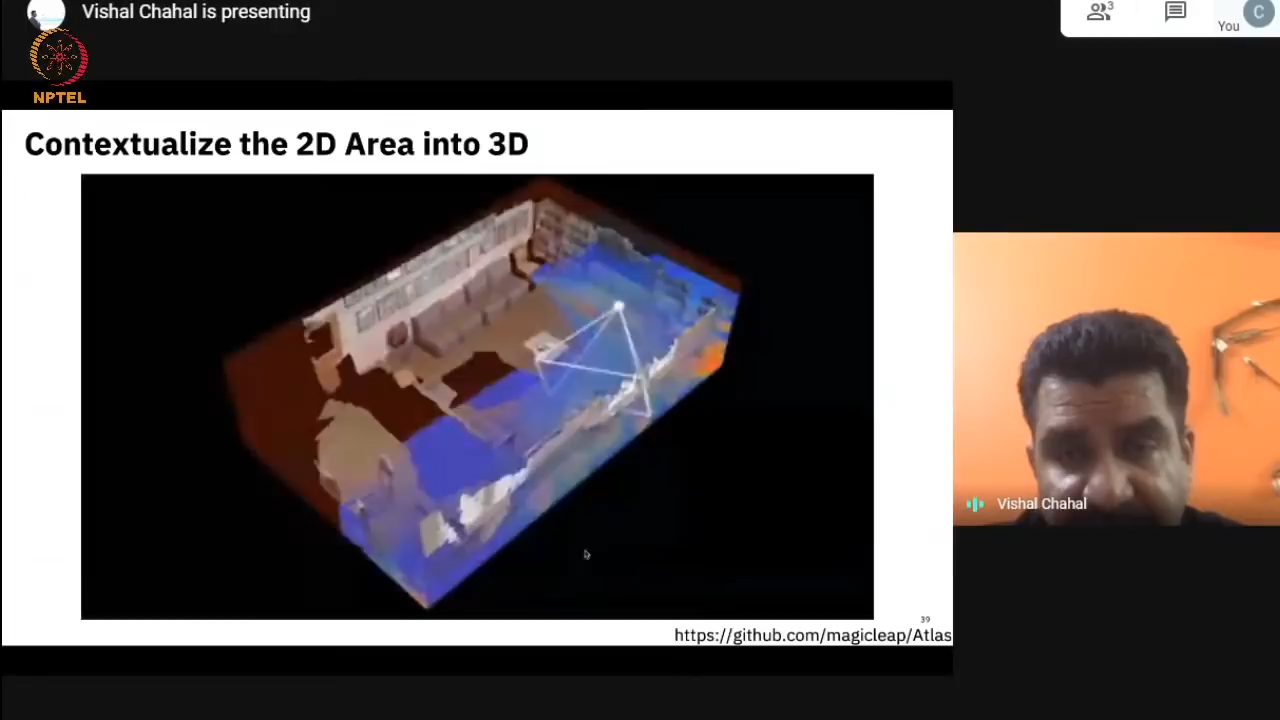 Vishal Chahal is presenting
3
You
C
NPTEL
Contextualize the 2D Area into 3D
Vishal Chahal
39
https://github.com/magicleap/Atlas